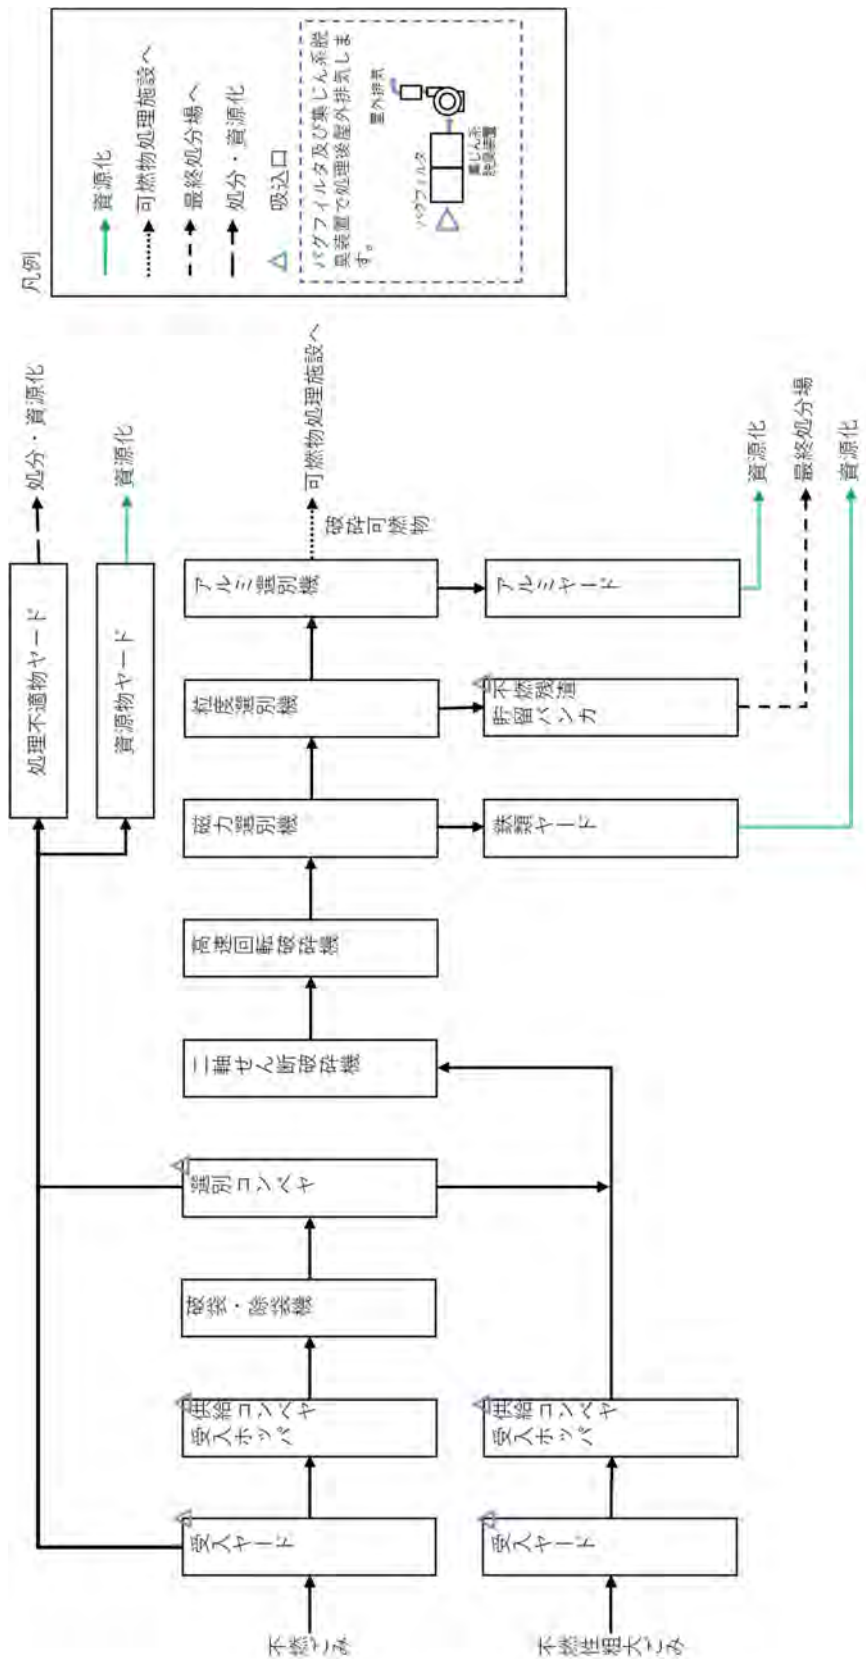 不燃ごみ
受入ヤード
受入ホッパ
供給コンベヤ
破袋・除袋機
選別コンベヤ
二軸せん断破砕機
高速回転破砕機
磁力選別機
粒度選別機
アルミ選別機
破砕可燃物
可燃物処理施設へ
処理不適物ヤード
処分・資源化
資源物ヤード
資源化
不燃性粗大ごみ
受入ヤード
受入ホッパ
供給コンベヤ
鉄類ヤード
資源化
不燃残渣
貯留バンカ
最終処分場
アルミヤード
資源化
凡例
資源化
可燃物処理施設へ
最終処分場へ
処分・資源化
吸込口
バグフィルタ及び集じん系脱
臭装置で処理後屋外排気しま
す。
バグフィルタ
集じん系
脱臭装置
屋外排気